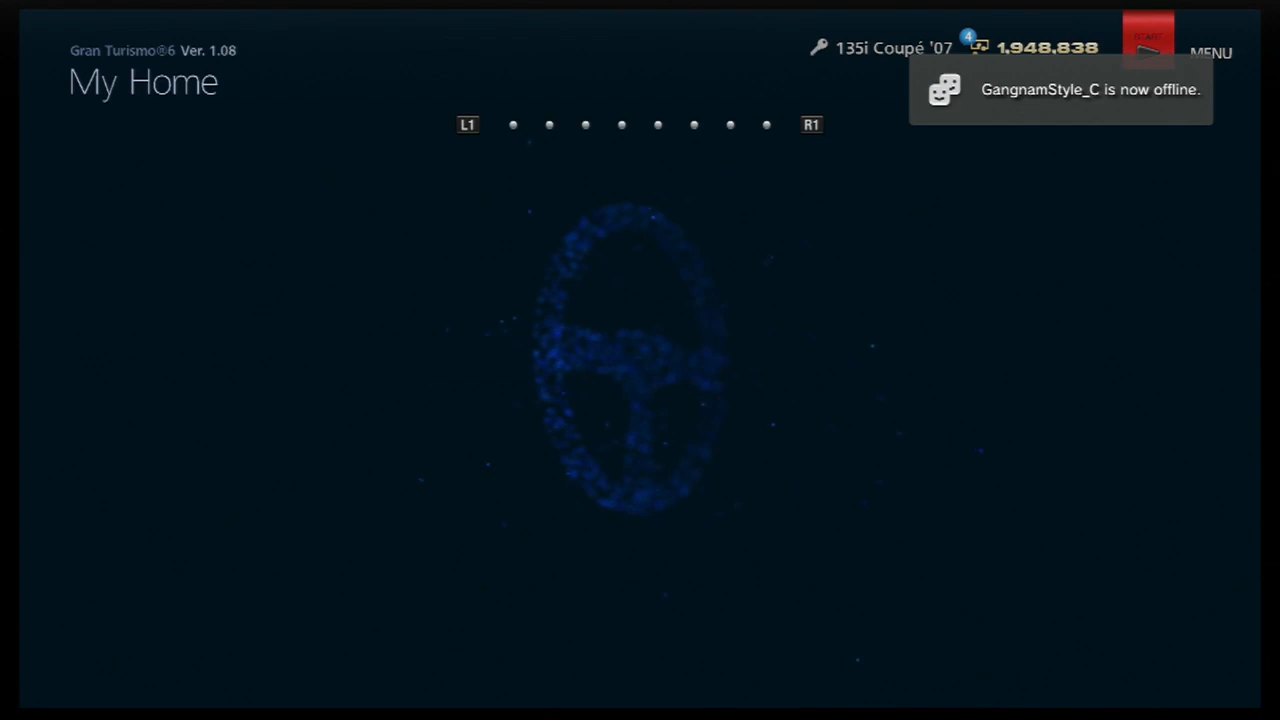 Gran Turismo®6 Ver. 1.08
My Home
135i Coupé '07
4
1,948,838
START
MENU
GangnamStyle_C is now offline.
L1
R1